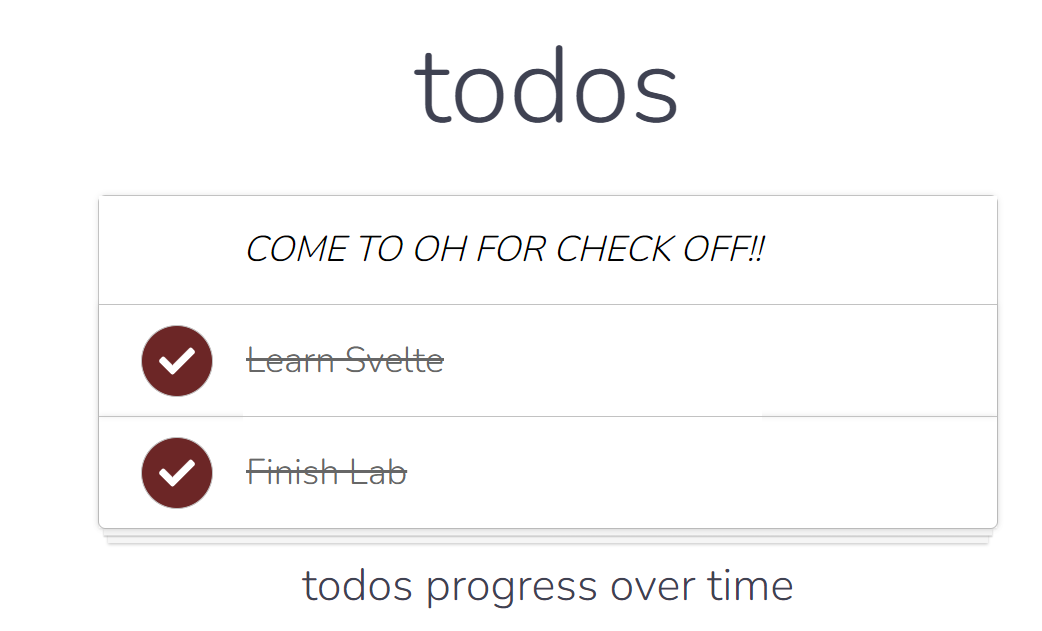 todos
COME TO OH FOR CHECK OFF!!
Learn Svelte
Finish Lab
todos progress over time